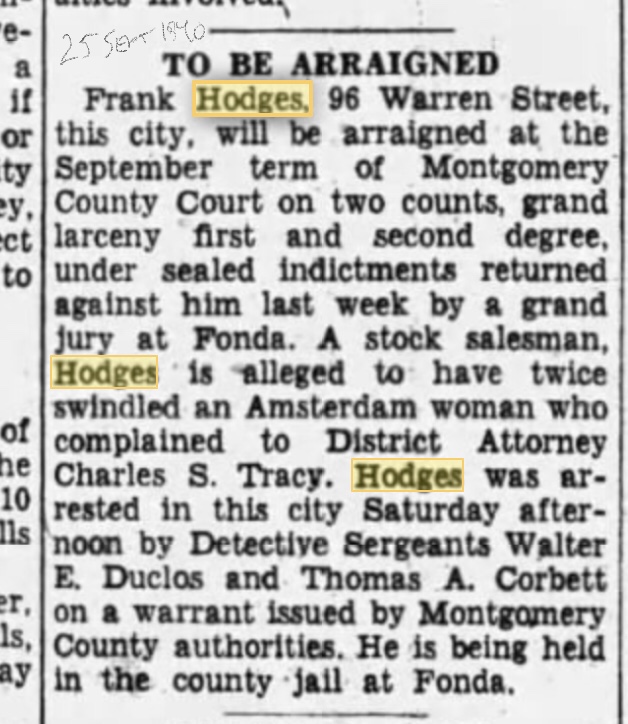 e-
a
if
or
ty
ey,
ect
to
of
he
10
lls
er,
ls,
ay
involved.
25 SEPT 1940
TO BE ARRAIGNED
Frank Hodges, 96 Warren Street,
this city, will be arraigned at the
September term of Montgomery
County Court on two counts, grand
larceny first and second degree,
under sealed indictments returned
against him last week by a grand
jury at Fonda. A stock salesman,
Hodges is alleged to have twice
swindled an Amsterdam woman who
complained to District Attorney
Charles S. Tracy. Hodges was ar-
rested in this city Saturday after-
noon by Detective Sergeants Walter
E. Duclos and Thomas A. Corbett
on a warrant issued by Montgomery
County authorities. He is being held
in the county jail at Fonda.